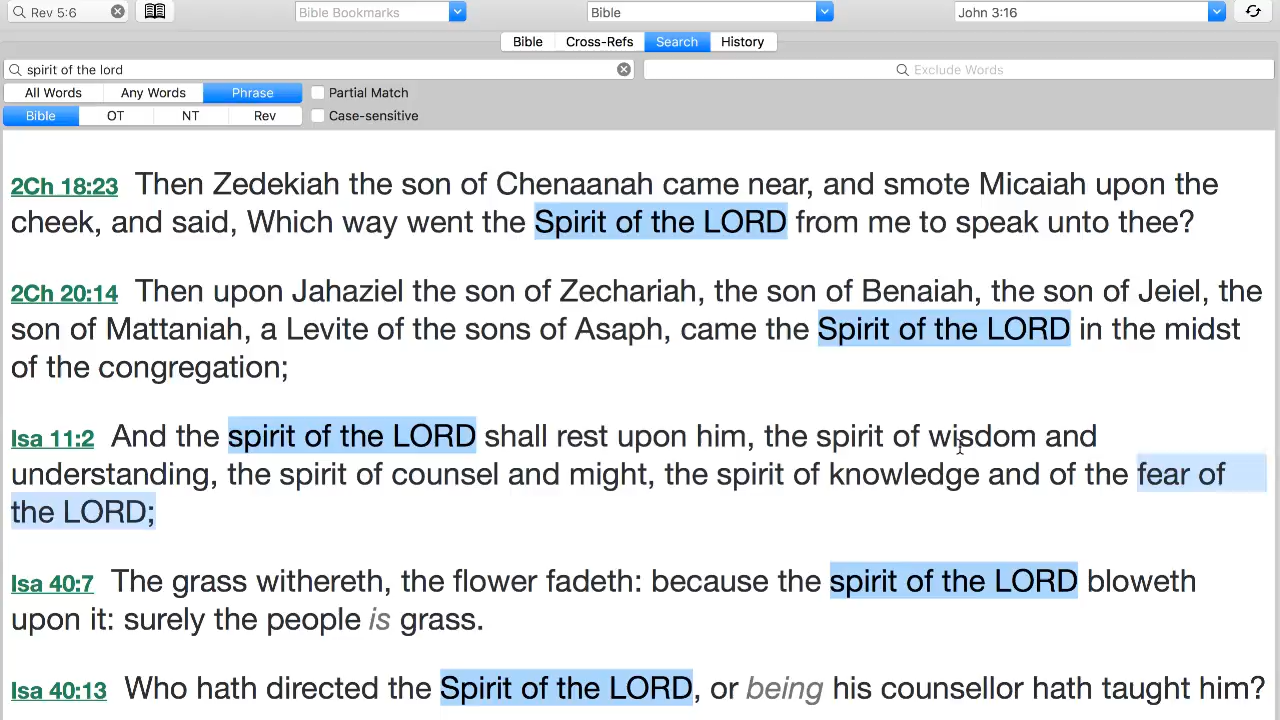 Rev 5:6 Bible Bookmarks Bible John 3:16
Bible Cross-Refs Search History
spirit of the lord Exclude Words
All Words Any Words Phrase Partial Match
Bible OT NT Rev Case-sensitive
2Ch 18:23 Then Zedekiah the son of Chenaanah came near, and smote Micaiah upon the
cheek, and said, Which way went the Spirit of the LORD from me to speak unto thee?
2Ch 20:14 Then upon Jahaziel the son of Zechariah, the son of Benaiah, the son of Jeiel, the
son of Mattaniah, a Levite of the sons of Asaph, came the Spirit of the LORD in the midst
of the congregation;
Isa 11:2 And the spirit of the LORD shall rest upon him, the spirit of wisdom and
understanding, the spirit of counsel and might, the spirit of knowledge and of the fear of
the LORD;
Isa 40:7 The grass withereth, the flower fadeth: because the spirit of the LORD bloweth
upon it: surely the people is grass.
Isa 40:13 Who hath directed the Spirit of the LORD, or being his counsellor hath taught him?